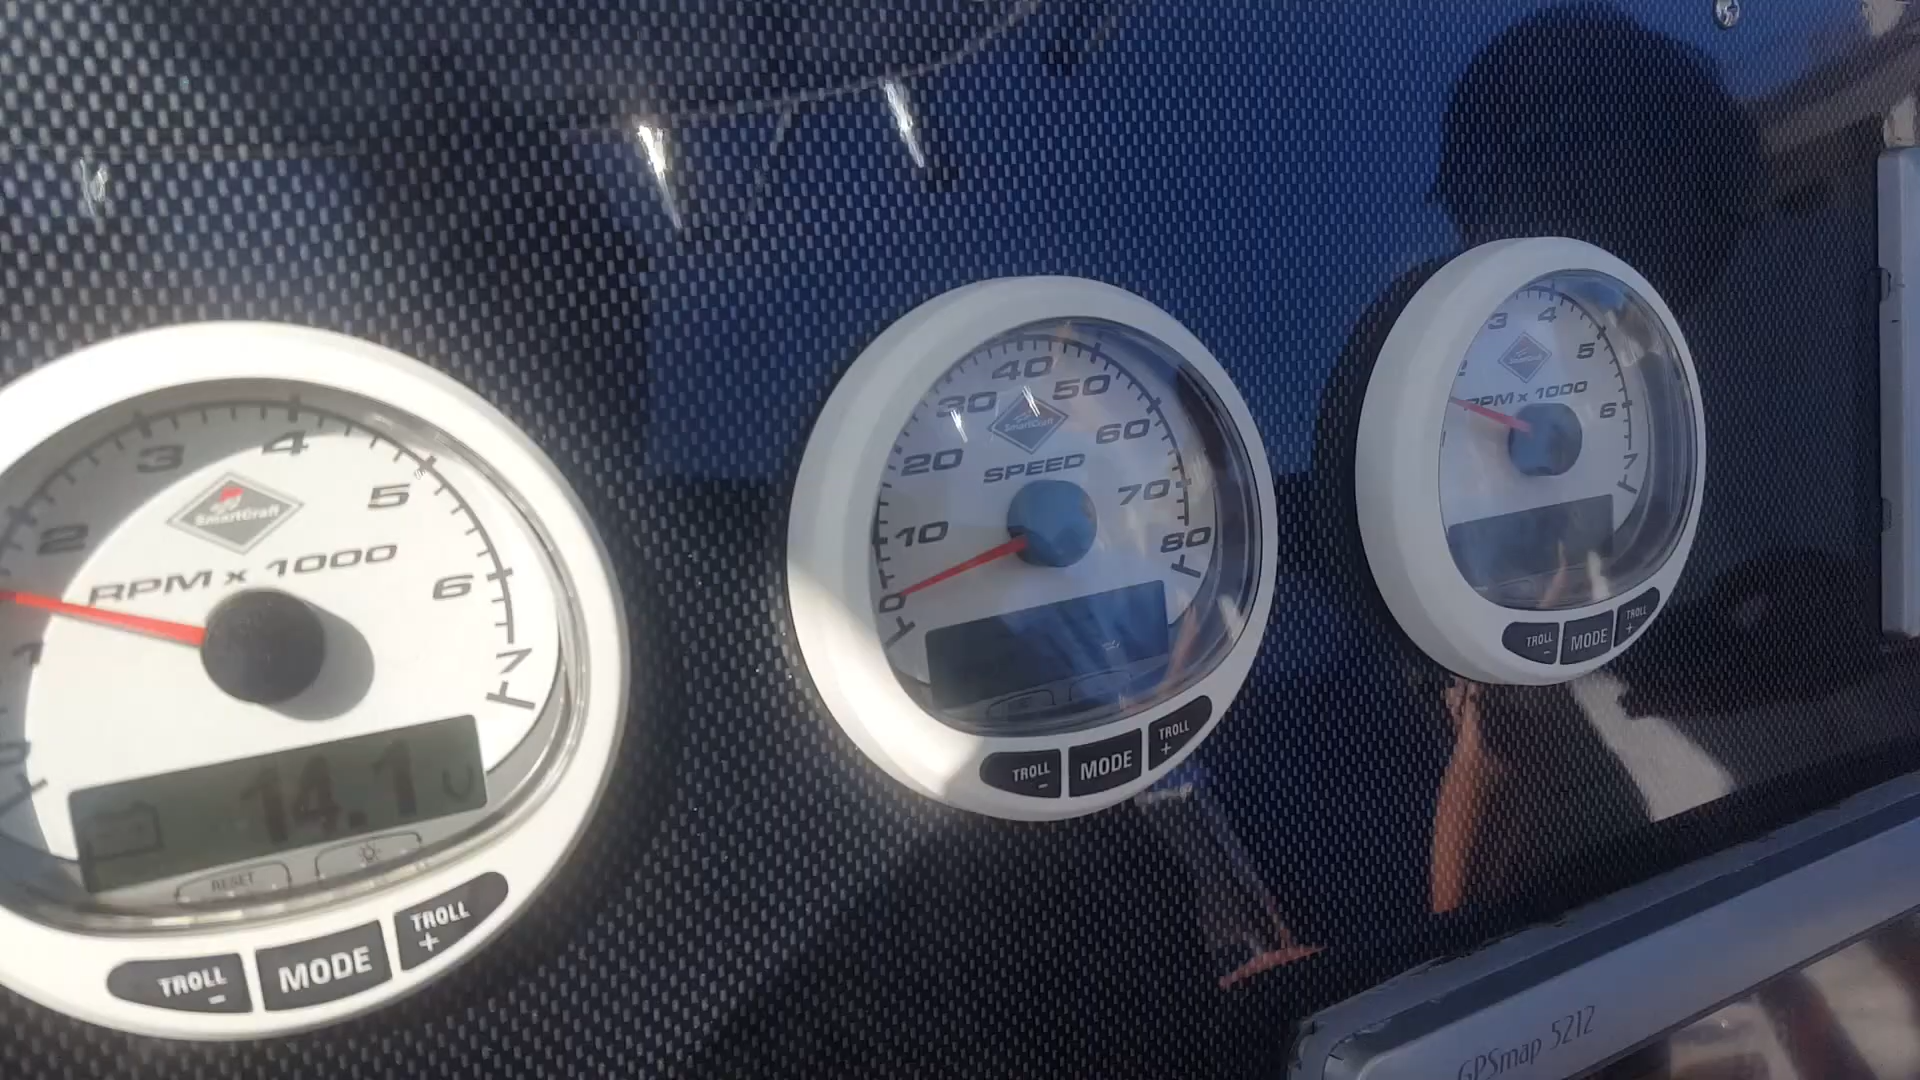 3 4 5
2 6
1 7
SmartCraft
RPM x 1000
14.1 V
RESET
TROLL - MODE TROLL +
30 40 50
20 60
10 70
0 80
SmartCraft
SPEED
TROLL - MODE TROLL +
3 4 5
6
7
SmartCraft
RPM x 1000
TROLL - MODE TROLL +
GPSmap 5212